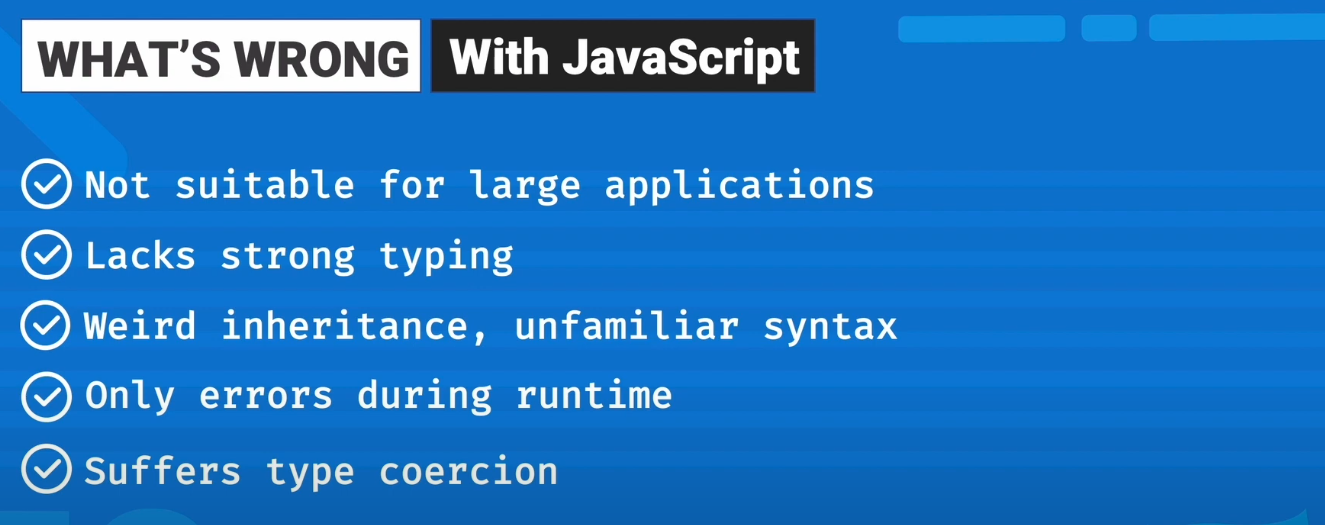 WHAT'S WRONG With JavaScript
Not suitable for large applications
Lacks strong typing
Weird inheritance, unfamiliar syntax
Only errors during runtime
Suffers type coercion